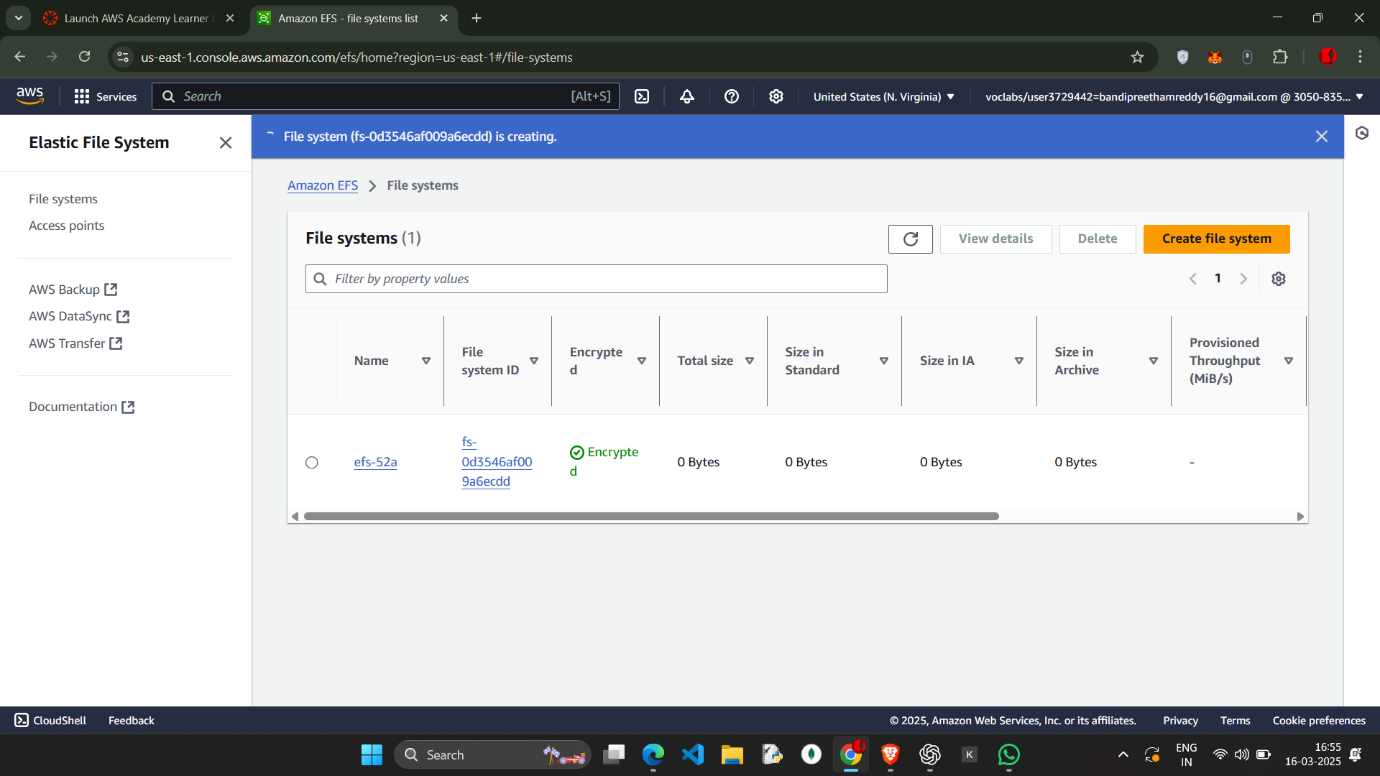 Launch AWS Academy Learner
Amazon EFS - file systems list
us-east-1.console.aws.amazon.com/efs/home?region=us-east-1#/file-systems
aws
Services
Search
[Alt+S]
United States (N. Virginia)
voclabs/user3729442=bandipreethamreddy16@gmail.com @ 3050-835...
Elastic File System
File systems
Access points
AWS Backup
AWS DataSync
AWS Transfer
Documentation
File system (fs-0d3546af009a6ecdd) is creating.
Amazon EFS
File systems
File systems (1)
View details
Delete
Create file system
Filter by property values
1
Name
File
system ID
Encrypte
d
Total size
Size in
Standard
Size in IA
Size in
Archive
Provisioned
Throughput
(MiB/s)
efs-52a
fs-
0d3546af00
9a6ecdd
Encrypte
d
0 Bytes
0 Bytes
0 Bytes
0 Bytes
-
CloudShell
Feedback
© 2025, Amazon Web Services, Inc. or its affiliates.
Privacy
Terms
Cookie preferences
Search
K
ENG
IN
16:55
16-03-2025